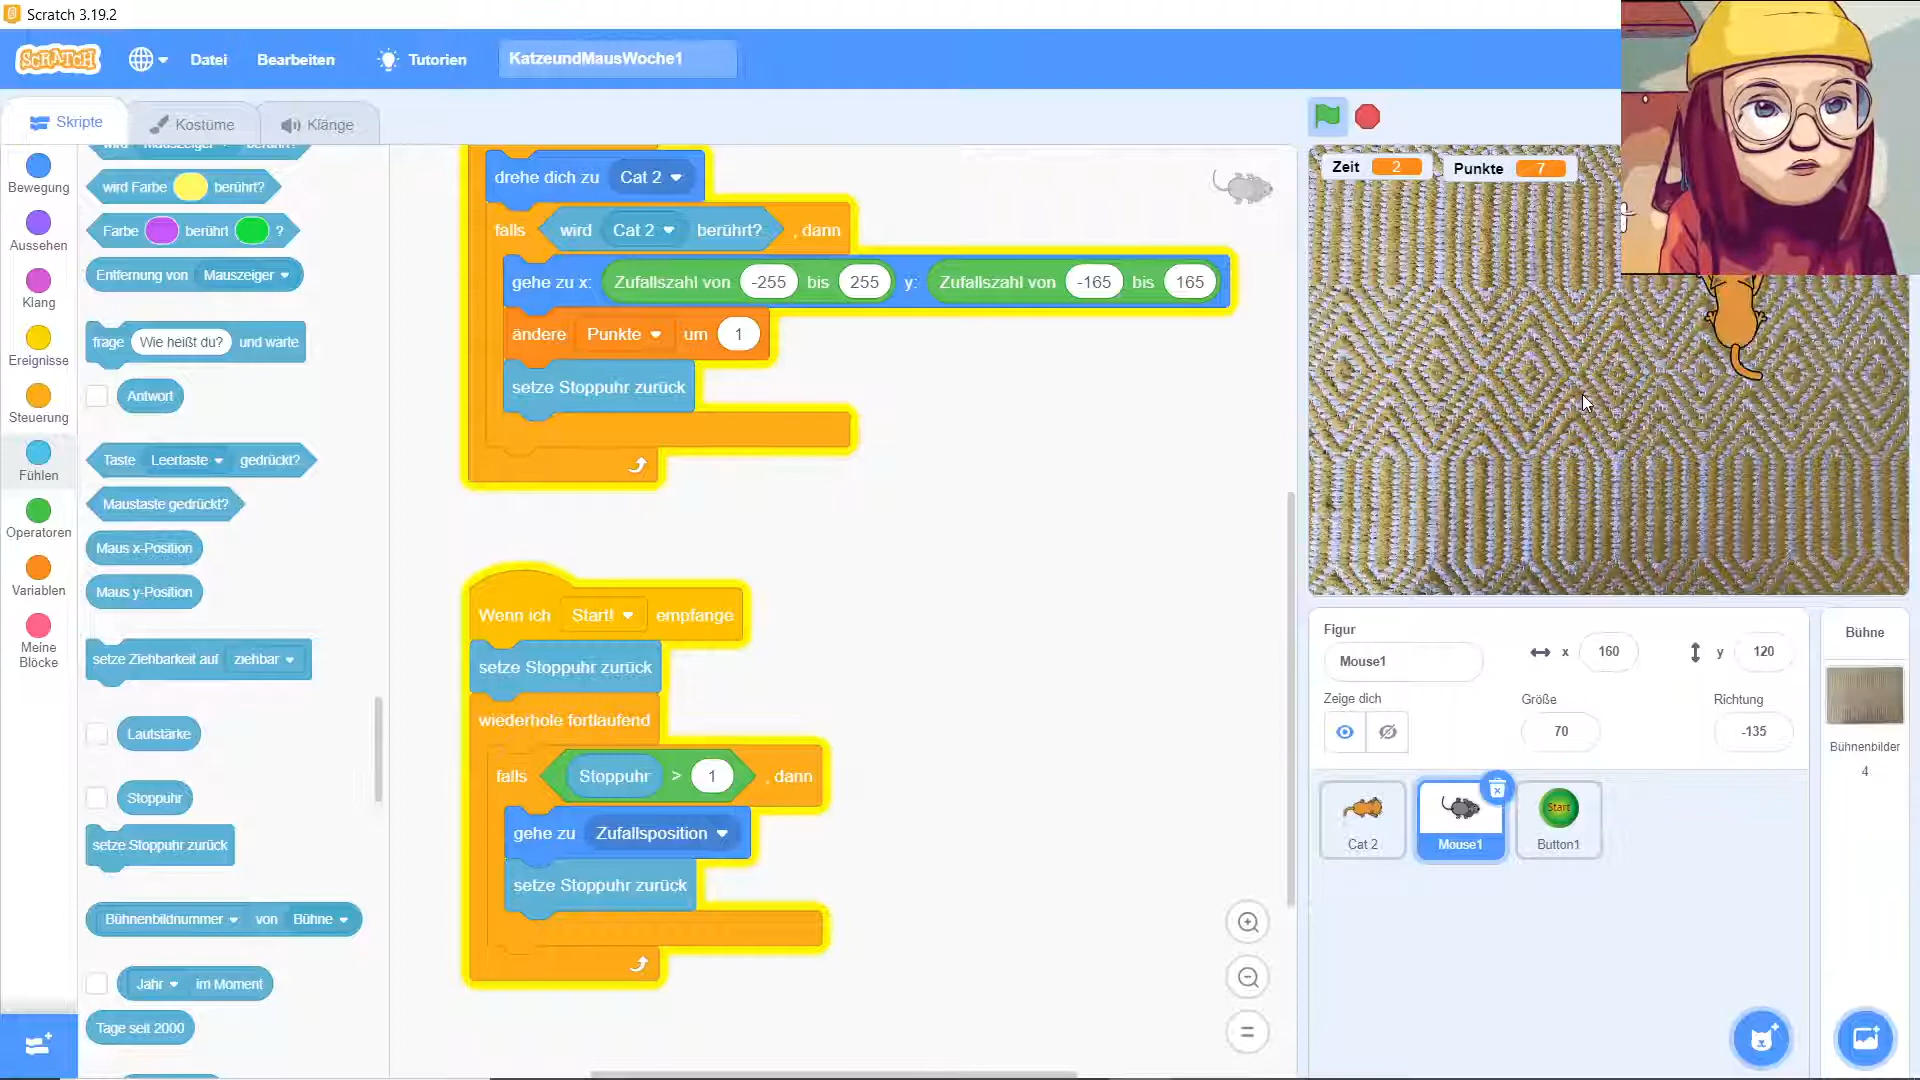 Scratch 3.19.2
SCRATCH
Datei
Bearbeiten
Tutorien
KatzeundMausWoche1
Skripte
Kostüme
Klänge
Bewegung
Aussehen
Klang
Ereignisse
Steuerung
Fühlen
Operatoren
Variablen
Meine
Blöcke
wird Mauszeiger berührt?
wird Farbe berührt?
Farbe berührt ?
Entfernung von Mauszeiger
frage Wie heißt du? und warte
Antwort
Taste Leertaste gedrückt?
Maustaste gedrückt?
Maus x-Position
Maus y-Position
setze Ziehbarkeit auf ziehbar
Lautstärke
Stoppuhr
setze Stoppuhr zurück
Bühnenbildnummer von Bühne
Jahr im Moment
Tage seit 2000
drehe dich zu Cat 2
falls wird Cat 2 berührt? , dann
gehe zu x: Zufallszahl von -255 bis 255 y: Zufallszahl von -165 bis 165
ändere Punkte um 1
setze Stoppuhr zurück
Wenn ich Start! empfange
setze Stoppuhr zurück
wiederhole fortlaufend
falls Stoppuhr > 1 , dann
gehe zu Zufallsposition
setze Stoppuhr zurück
Zeit 2
Punkte 7
Figur
Mouse1
x 160
y 120
Zeige dich
Größe
70
Richtung
-135
Cat 2
Mouse1
Start
Button1
Bühne
Bühnenbilder
4